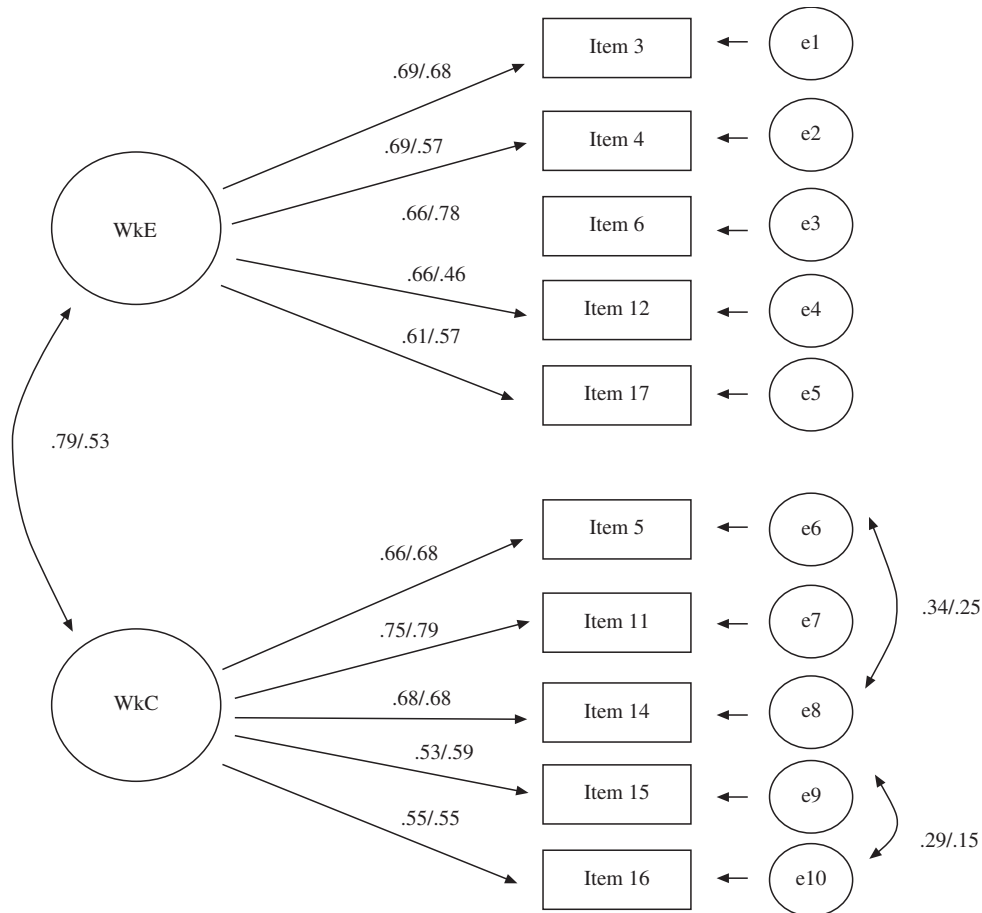 Item 3
e1
.69/.68
Item 4
e2
.69/.57
WkE
.66/.78
Item 6
e3
.66/.46
Item 12
e4
.61/.57
Item 17
e5
.79/.53
Item 5
e6
.66/.68
.34/.25
Item 11
e7
.75/.79
WkC
.68/.68
Item 14
e8
.53/.59
Item 15
e9
.55/.55
.29/.15
Item 16
e10